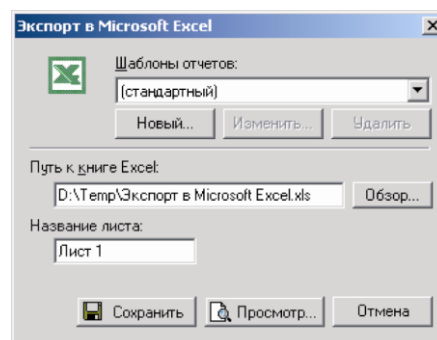 Экспорт в Microsoft Excel
Шаблоны отчетов:
(стандартный)
Новый... Изменить... Удалить
Путь к книге Excel:
D:\Temp\Экспорт в Microsoft Excel.xls Обзор...
Название листа:
Лист 1
Сохранить Просмотр... Отмена